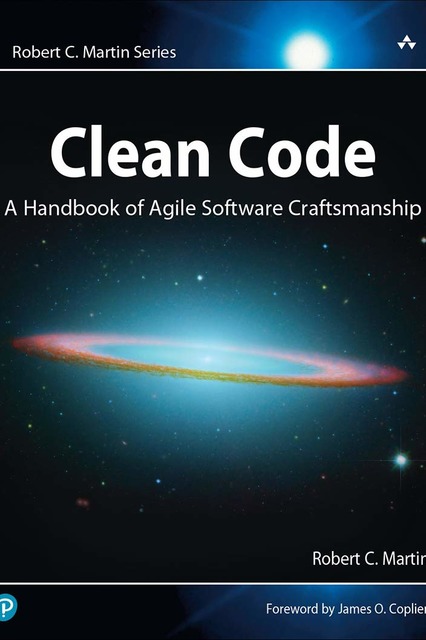 Robert C. Martin Series
Clean Code
A Handbook of Agile Software Craftsmanship
Robert C. Martin
Foreword by James O. Coplien
P